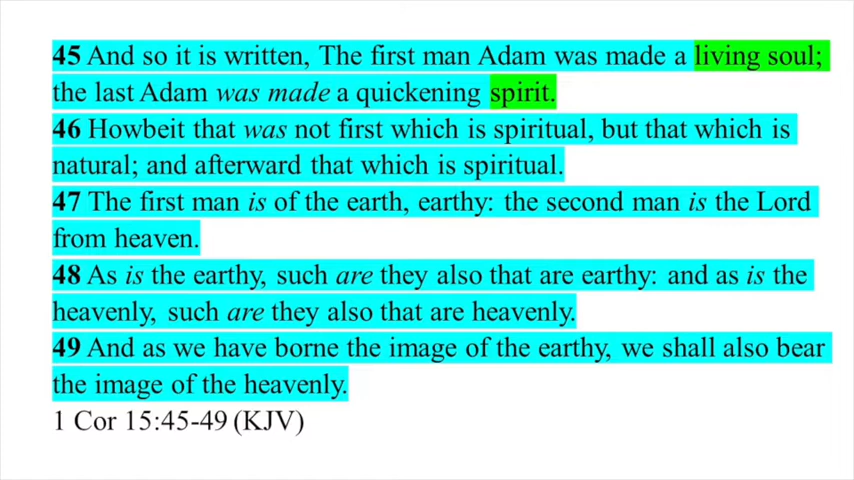 45 And so it is written, The first man Adam was made a living soul;
the last Adam was made a quickening spirit.
46 Howbeit that was not first which is spiritual, but that which is
natural; and afterward that which is spiritual.
47 The first man is of the earth, earthy: the second man is the Lord
from heaven.
48 As is the earthy, such are they also that are earthy: and as is the
heavenly, such are they also that are heavenly.
49 And as we have borne the image of the earthy, we shall also bear
the image of the heavenly.
1 Cor 15:45-49 (KJV)